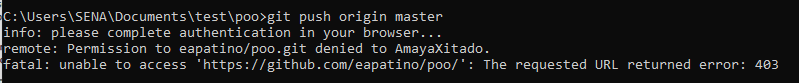 C:\Users\SENA\Documents\test\poo>git push origin master
info: please complete authentication in your browser...
remote: Permission to eapatino/poo.git denied to AmayaXitado.
fatal: unable to access 'https://github.com/eapatino/poo/': The requested URL returned error: 403